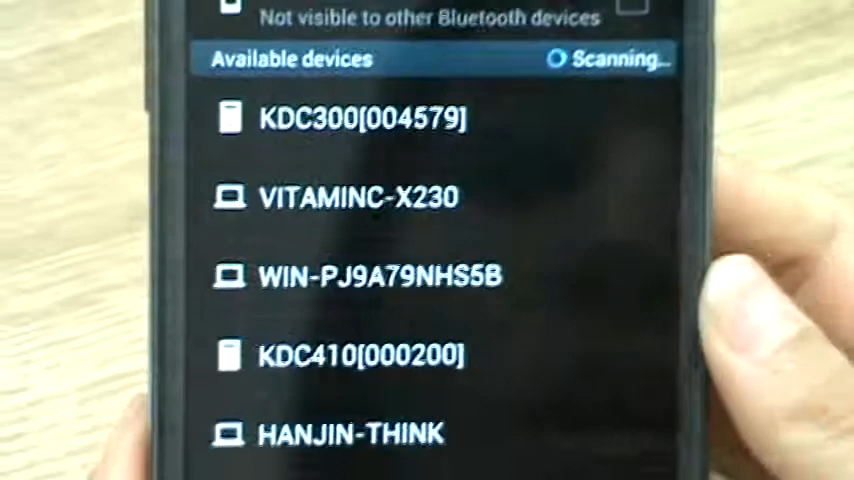 Not visible to other Bluetooth devices
Available devices
Scanning...
KDC300[004579]
VITAMINC-X230
WIN-PJ9A79NHS5B
KDC410[000200]
HANJIN-THINK